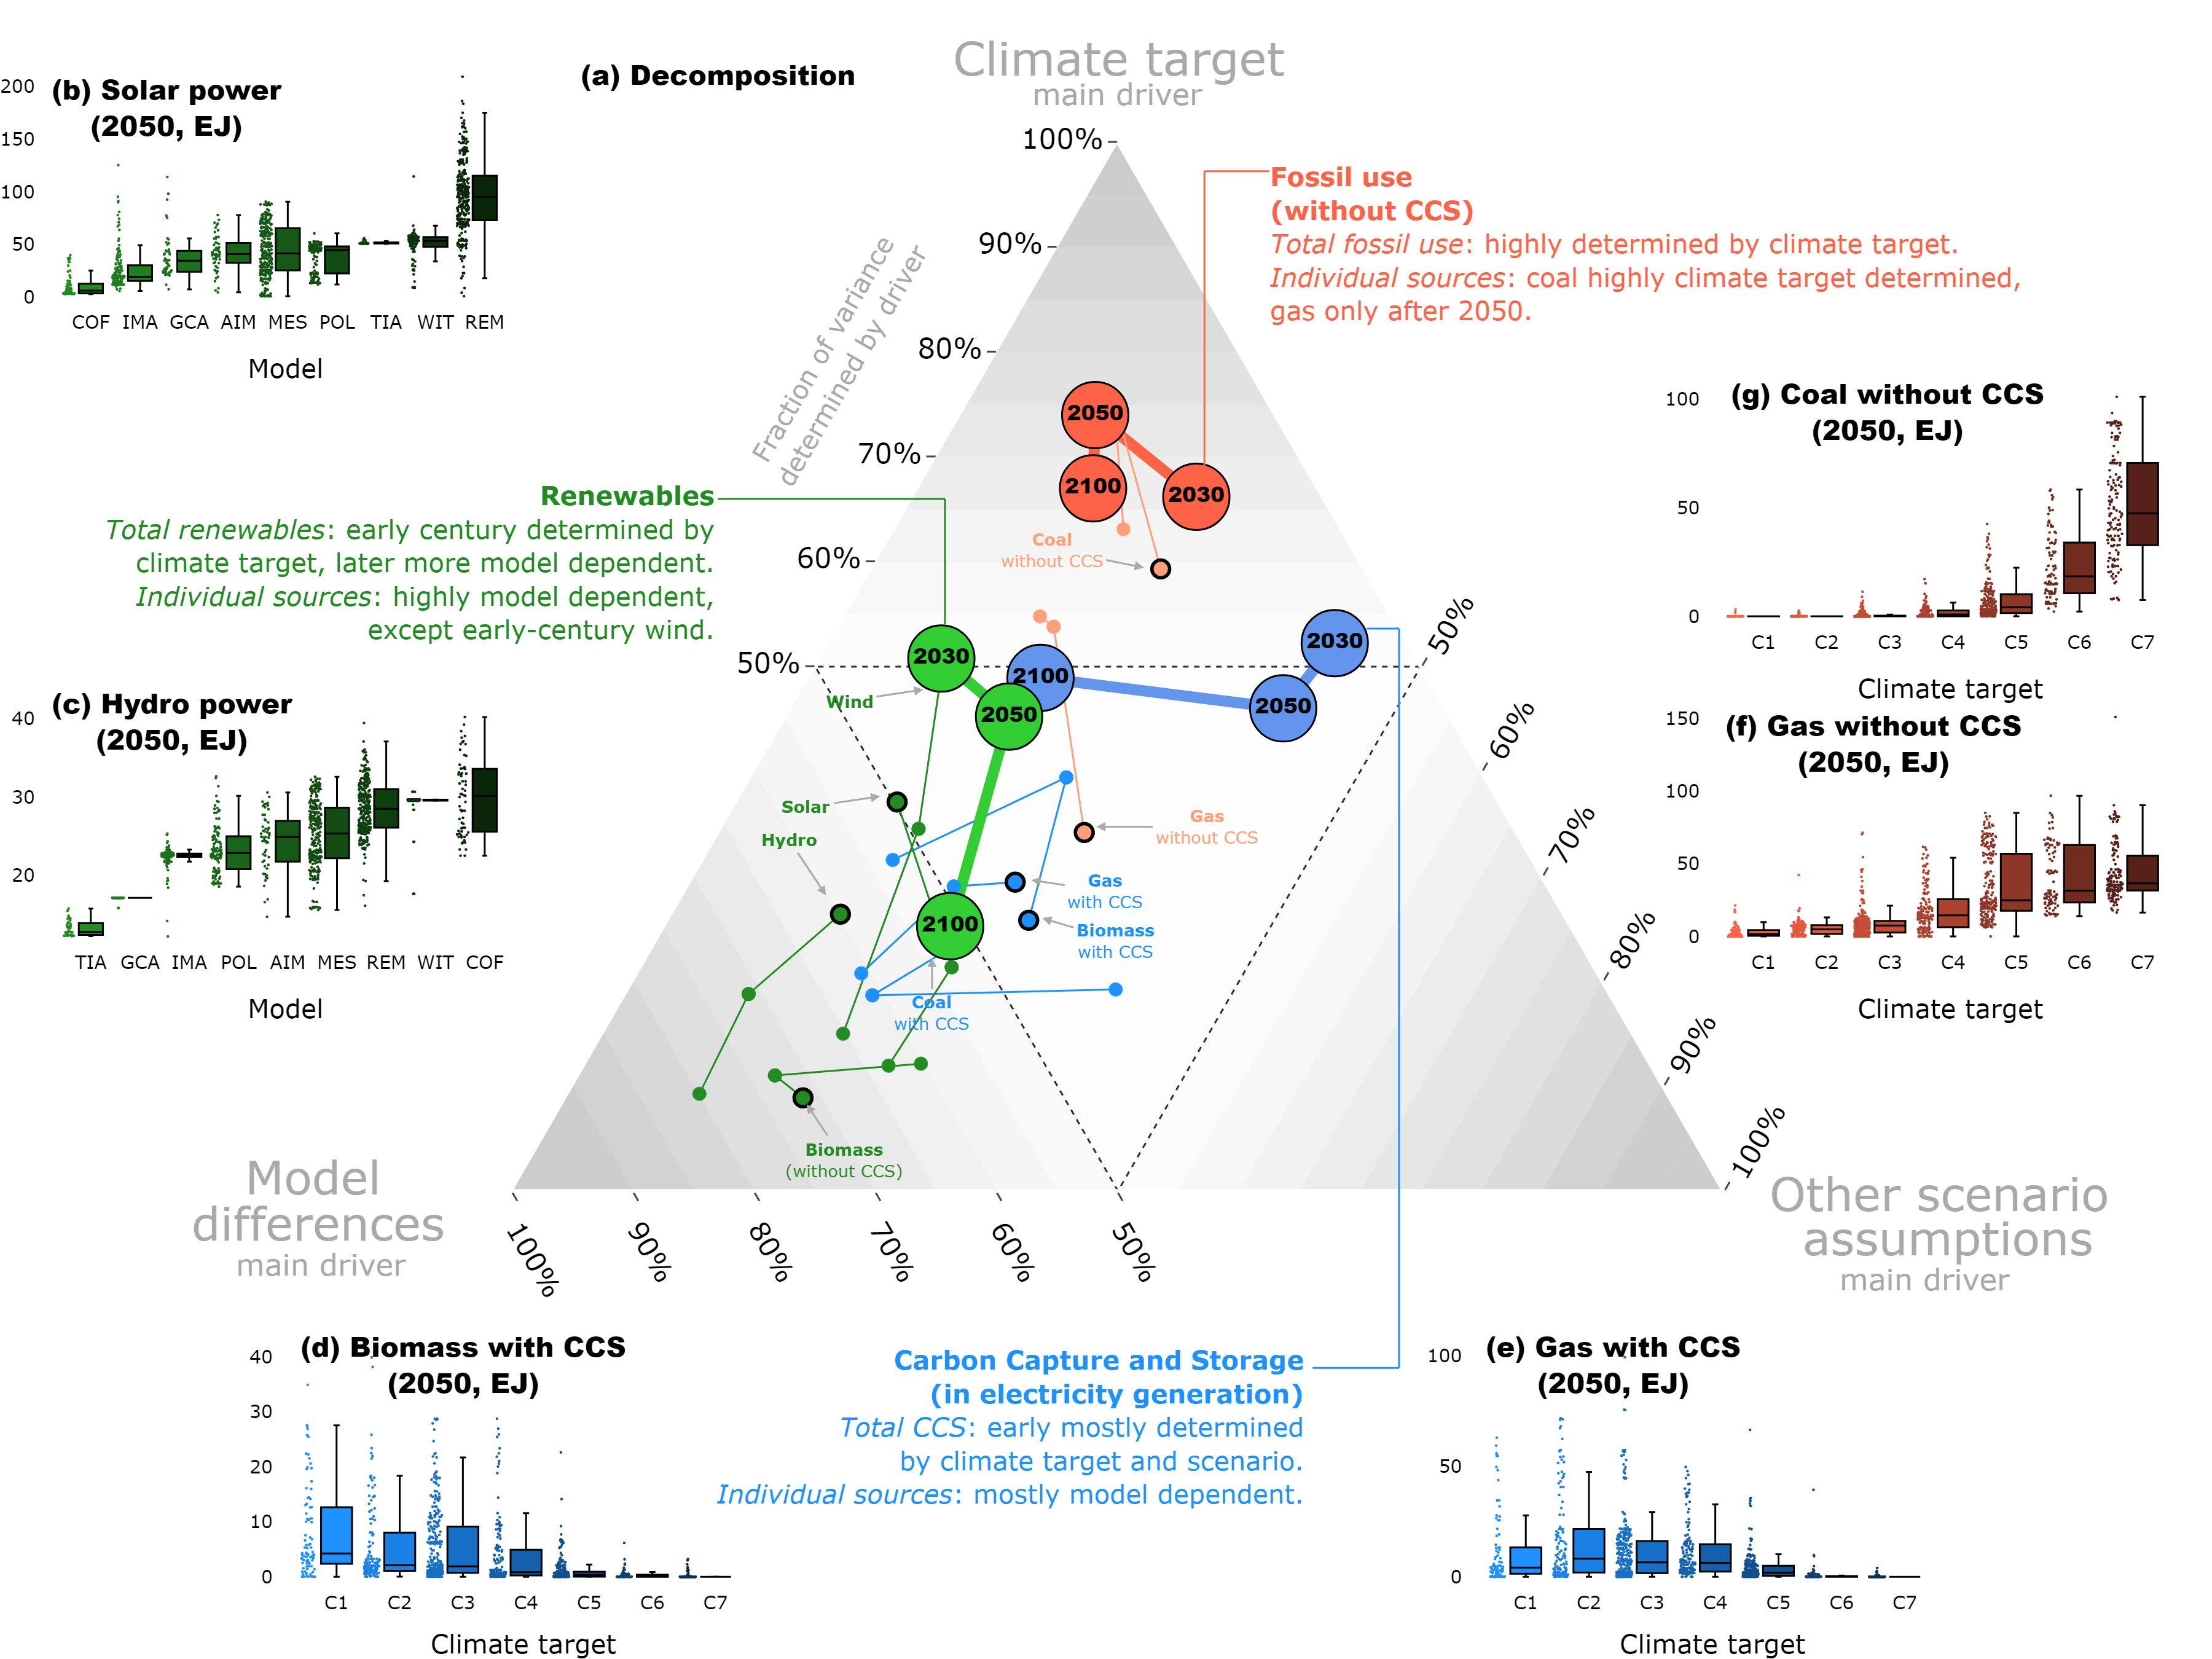 (a) Decomposition
Climate target
main driver
100%
90%
80%
70%
60%
50%
Fraction of variance
determined by driver
(b) Solar power
(2050, EJ)
200
150
100
50
0
COF IMA GCA AIM MES POL TIA WIT REM
Model
Fossil use
(without CCS)
Total fossil use: highly determined by climate target.
Individual sources: coal highly climate target determined,
gas only after 2050.
Renewables
Total renewables: early century determined by
climate target, later more model dependent.
Individual sources: highly model dependent,
except early-century wind.
2050
2100
2030
Coal
without CCS
2030
2050
2100
2100
2050
2030
Wind
Solar
Hydro
Gas
without CCS
Gas
with CCS
Biomass
with CCS
Coal
with CCS
Biomass
(without CCS)
50%
60%
70%
80%
90%
100%
(g) Coal without CCS
(2050, EJ)
100
50
0
C1 C2 C3 C4 C5 C6 C7
Climate target
(f) Gas without CCS
(2050, EJ)
150
100
50
0
C1 C2 C3 C4 C5 C6 C7
Climate target
(c) Hydro power
(2050, EJ)
40
30
20
TIA GCA IMA POL AIM MES REM WIT COF
Model
Model
differences
main driver
100%
90%
80%
70%
60%
50%
Other scenario
assumptions
main driver
(d) Biomass with CCS
(2050, EJ)
40
30
20
10
0
C1 C2 C3 C4 C5 C6 C7
Climate target
Carbon Capture and Storage
(in electricity generation)
Total CCS: early mostly determined
by climate target and scenario.
Individual sources: mostly model dependent.
(e) Gas with CCS
(2050, EJ)
100
50
0
C1 C2 C3 C4 C5 C6 C7
Climate target